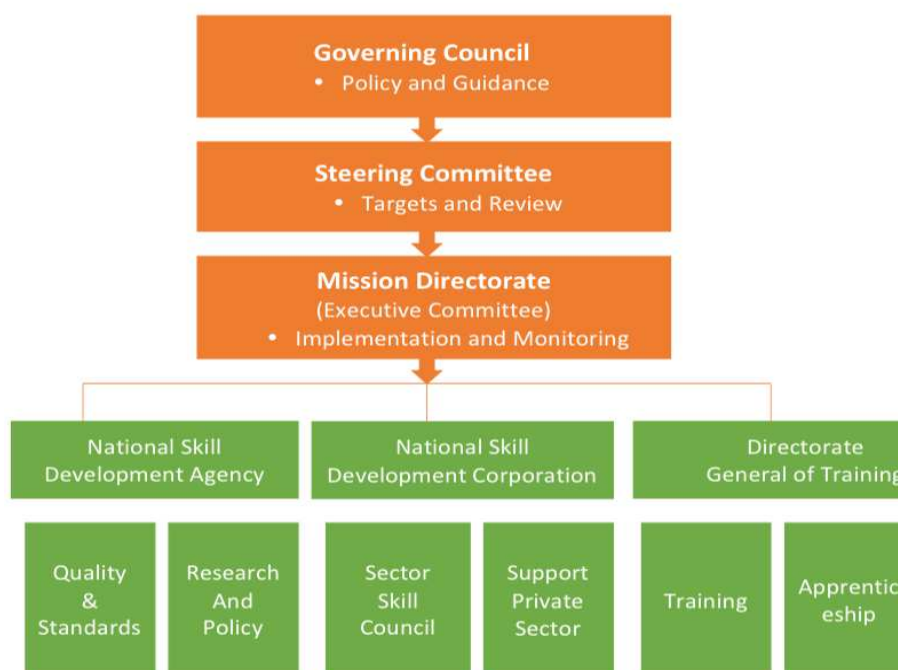 Governing Council
• Policy and Guidance
Steering Committee
• Targets and Review
Mission Directorate
(Executive Committee)
• Implementation and Monitoring
National Skill
Development Agency
National Skill
Development Corporation
Directorate
General of Training
Quality
&
Standards
Research
And
Policy
Sector
Skill
Council
Support
Private
Sector
Training
Apprentic
eship